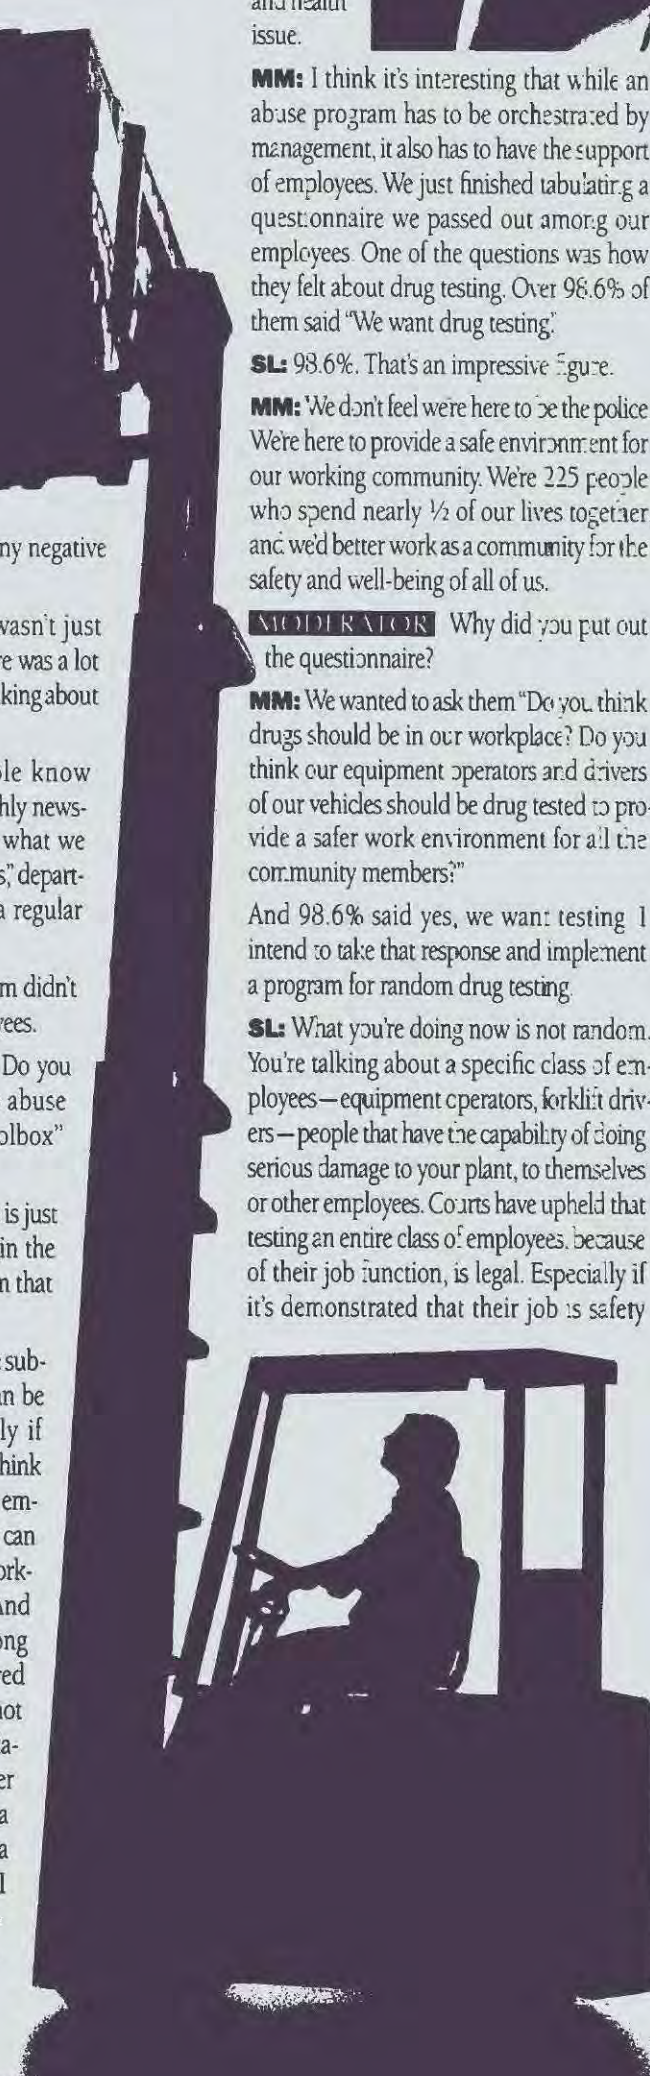 ny negative
wasn't just
re was a lot
king about
ple know
hly news-
what we
s," depart-
a regular
m didn't
ees.
Do you
abuse
olbox"
is just
in the
n that
sub-
an be
ly if
hink
em-
can
ork-
And
ong
red
not
a-
er
a
a
l
and health
issue.
MM: I think it's interesting that while an
abuse program has to be orchestrated by
management, it also has to have the support
of employees. We just finished tabulating a
questionnaire we passed out among our
employees. One of the questions was how
they felt about drug testing. Over 98.6% of
them said "We want drug testing."
SL: 98.6%. That's an impressive figure.
MM: We don't feel we're here to be the police
We're here to provide a safe environment for
our working community. We're 225 people
who spend nearly ½ of our lives together
and we'd better work as a community for the
safety and well-being of all of us.
MODERATOR Why did you put out
the questionnaire?
MM: We wanted to ask them "Do you think
drugs should be in our workplace? Do you
think our equipment operators and drivers
of our vehicles should be drug tested to pro-
vide a safer work environment for all the
community members?"
And 98.6% said yes, we want testing. I
intend to take that response and implement
a program for random drug testing.
SL: What you're doing now is not random.
You're talking about a specific class of em-
ployees—equipment operators, forklift driv-
ers—people that have the capability of doing
serious damage to your plant, to themselves
or other employees. Courts have upheld that
testing an entire class of employees, because
of their job function, is legal. Especially if
it's demonstrated that their job is safety